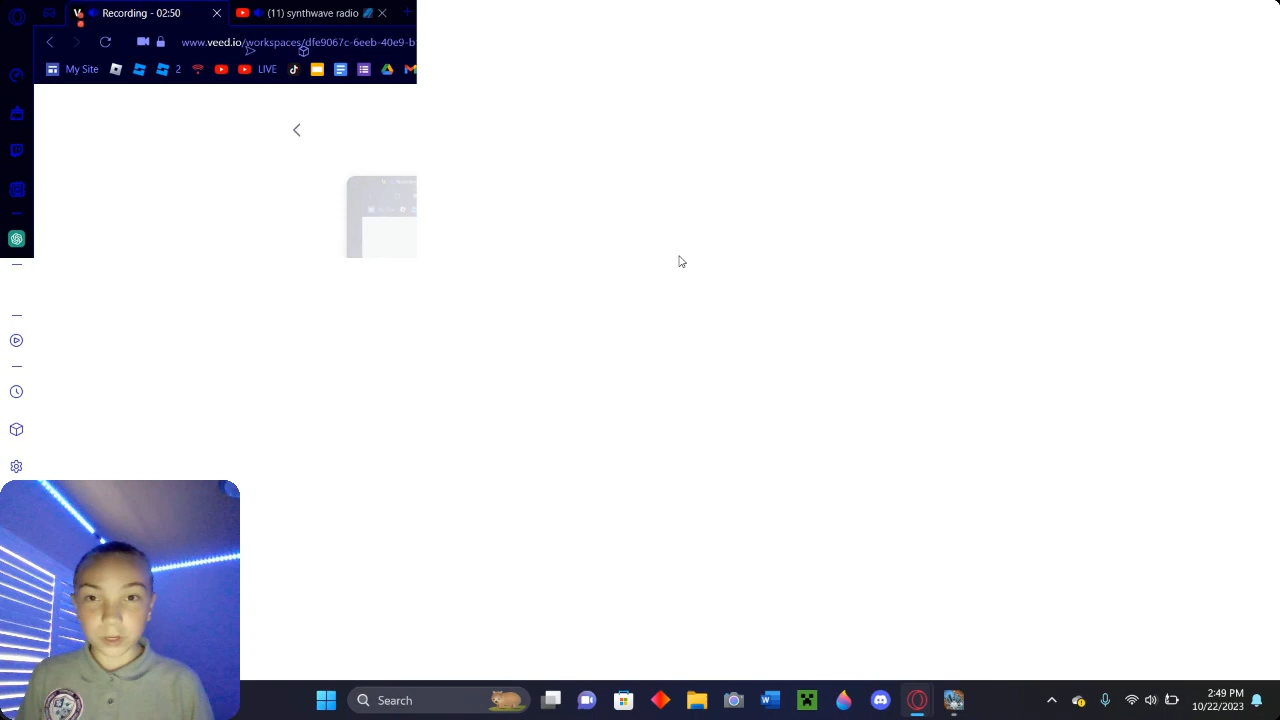 Recording - 02:50
(11) synthwave radio
www.veed.io/workspaces/dfe9067c-6eeb-40e9-b
My Site
2
LIVE
Search
2:49 PM
10/22/2023